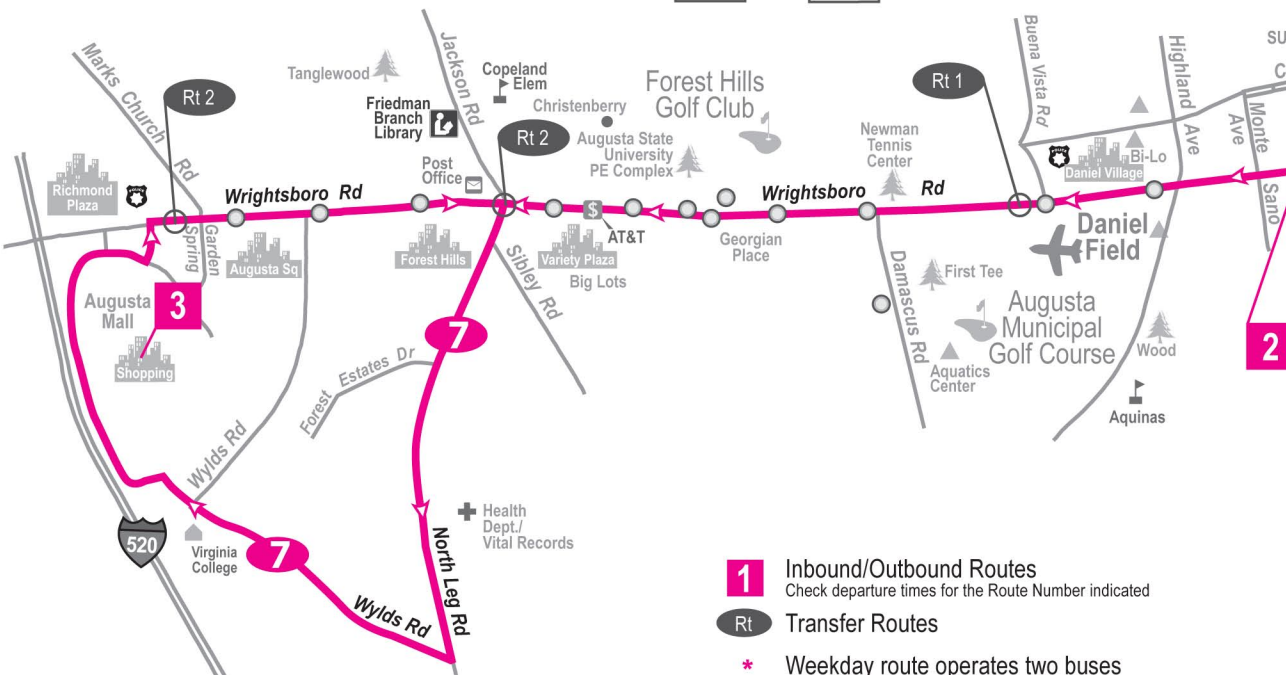 Marks Church Rd
Rt 2
Tanglewood
Friedman
Branch
Library
Jackson Rd
Copeland
Elem
Christenberry
Rt 2
Augusta State
University
PE Complex
Forest Hills
Golf Club
Newman
Tennis
Center
Rt 1
Buena Vista Rd
Highland Ave
SU
C
Monte Sano Ave
Bi-Lo
Daniel Village
Richmond
Plaza
Post
Office
Wrightsboro Rd
Wrightsboro Rd
Spring Garden
Augusta Sq
Forest Hills
Sibley Rd
Variety Plaza
Big Lots
$
AT&T
Georgian
Place
Daniel
Field
Augusta
Mall
3
Shopping
7
Forest Estates Dr
Damascus Rd
First Tee
Augusta
Municipal
Golf Course
Aquatics
Center
Wood
Aquinas
2
Wylds Rd
520
Virginia
College
7
Wylds Rd
North Leg Rd
Health
Dept./
Vital Records
1 Inbound/Outbound Routes
Check departure times for the Route Number indicated
Rt Transfer Routes
* Weekday route operates two buses